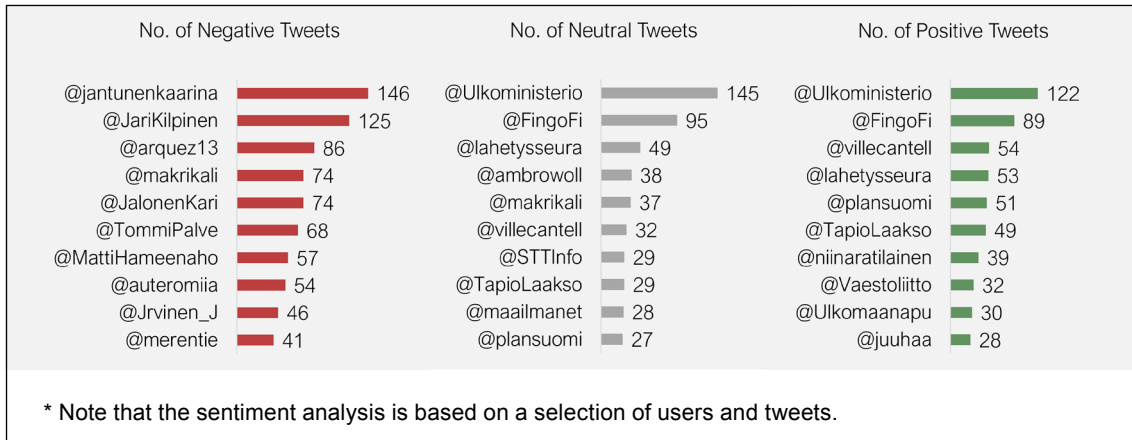 No. of Negative Tweets
@jantunenkaarina 146
@JariKilpinen 125
@arquez13 86
@makrikali 74
@JalonenKari 74
@TommiPalve 68
@MattiHameenaho 57
@auteromiia 54
@Jrvinen_J 46
@merentie 41
No. of Neutral Tweets
@Ulkoministerio 145
@FingoFi 95
@lahetysseura 49
@ambrowoll 38
@makrikali 37
@villecantell 32
@STTInfo 29
@TapioLaakso 29
@maailmanet 28
@plansuomi 27
No. of Positive Tweets
@Ulkoministerio 122
@FingoFi 89
@villecantell 54
@lahetysseura 53
@plansuomi 51
@TapioLaakso 49
@niinaratilainen 39
@Vaestoliitto 32
@Ulkomaanapu 30
@juuhaa 28
* Note that the sentiment analysis is based on a selection of users and tweets.